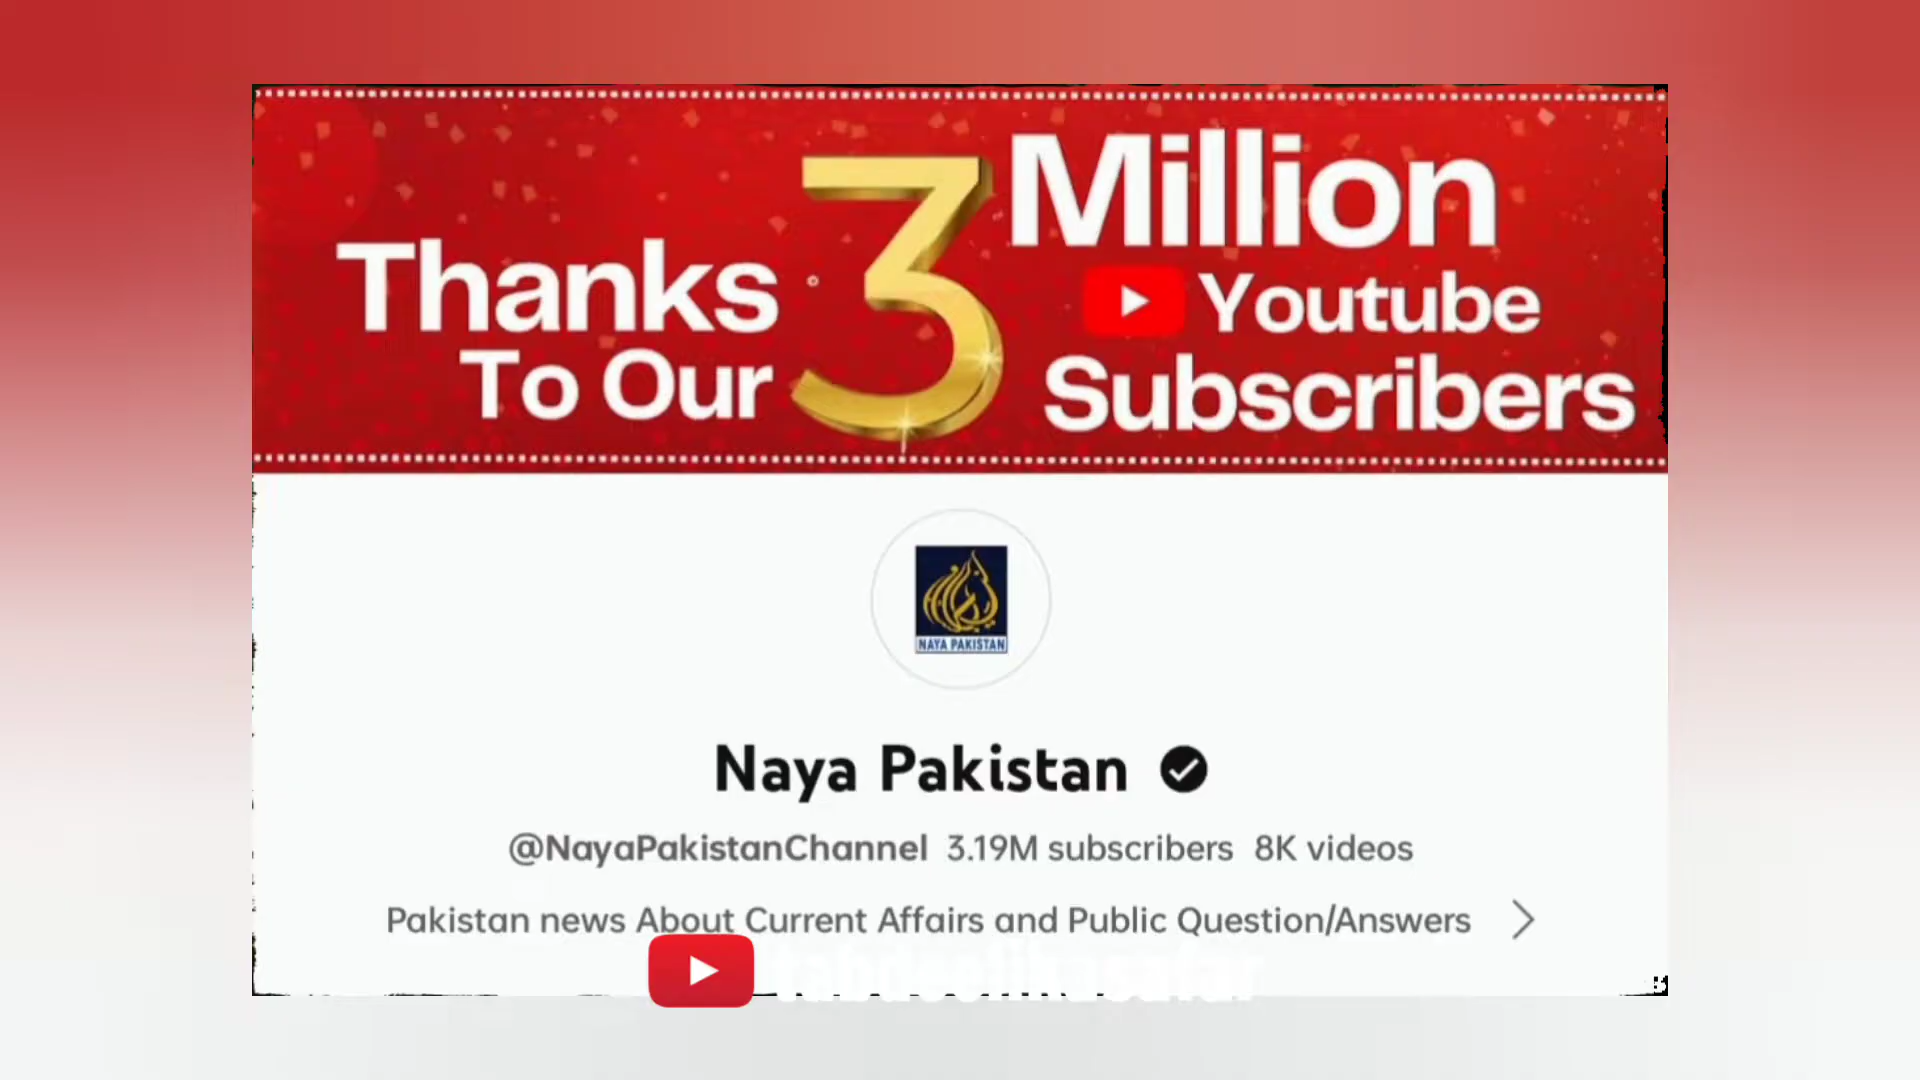 Thanks
To Our
3
Million
Youtube
Subscribers
NAYA PAKISTAN
Naya Pakistan
@NayaPakistanChannel 3.19M subscribers 8K videos
Pakistan news About Current Affairs and Public Question/Answers
tabdeelikasafar